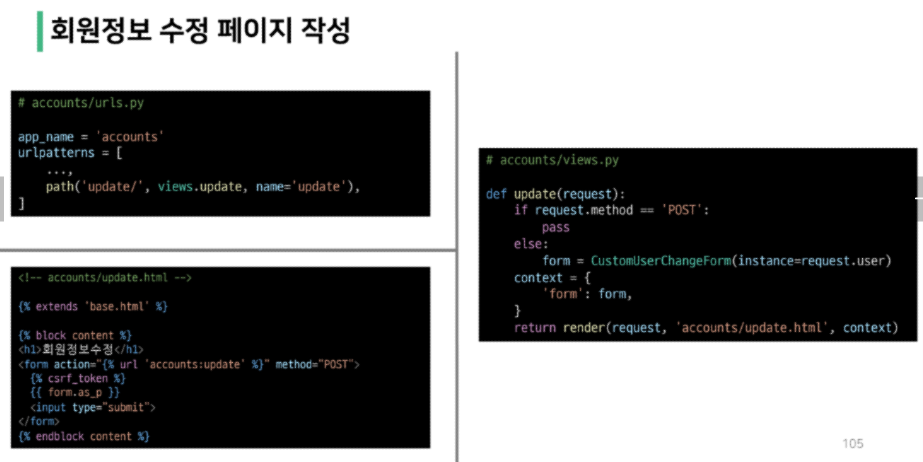 회원정보 수정 페이지 작성
# accounts/urls.py
app_name = 'accounts'
urlpatterns = [
    ...,
    path('update/', views.update, name='update'),
]
<!-- accounts/update.html -->
{% extends 'base.html' %}
{% block content %}
<h1>회원정보수정</h1>
<form action="{% url 'accounts:update' %}" method="POST">
  {% csrf_token %}
  {{ form.as_p }}
  <input type="submit">
</form>
{% endblock content %}
# accounts/views.py
def update(request):
    if request.method == 'POST':
        pass
    else:
        form = CustomUserChangeForm(instance=request.user)
    context = {
        'form': form,
    }
    return render(request, 'accounts/update.html', context)
105